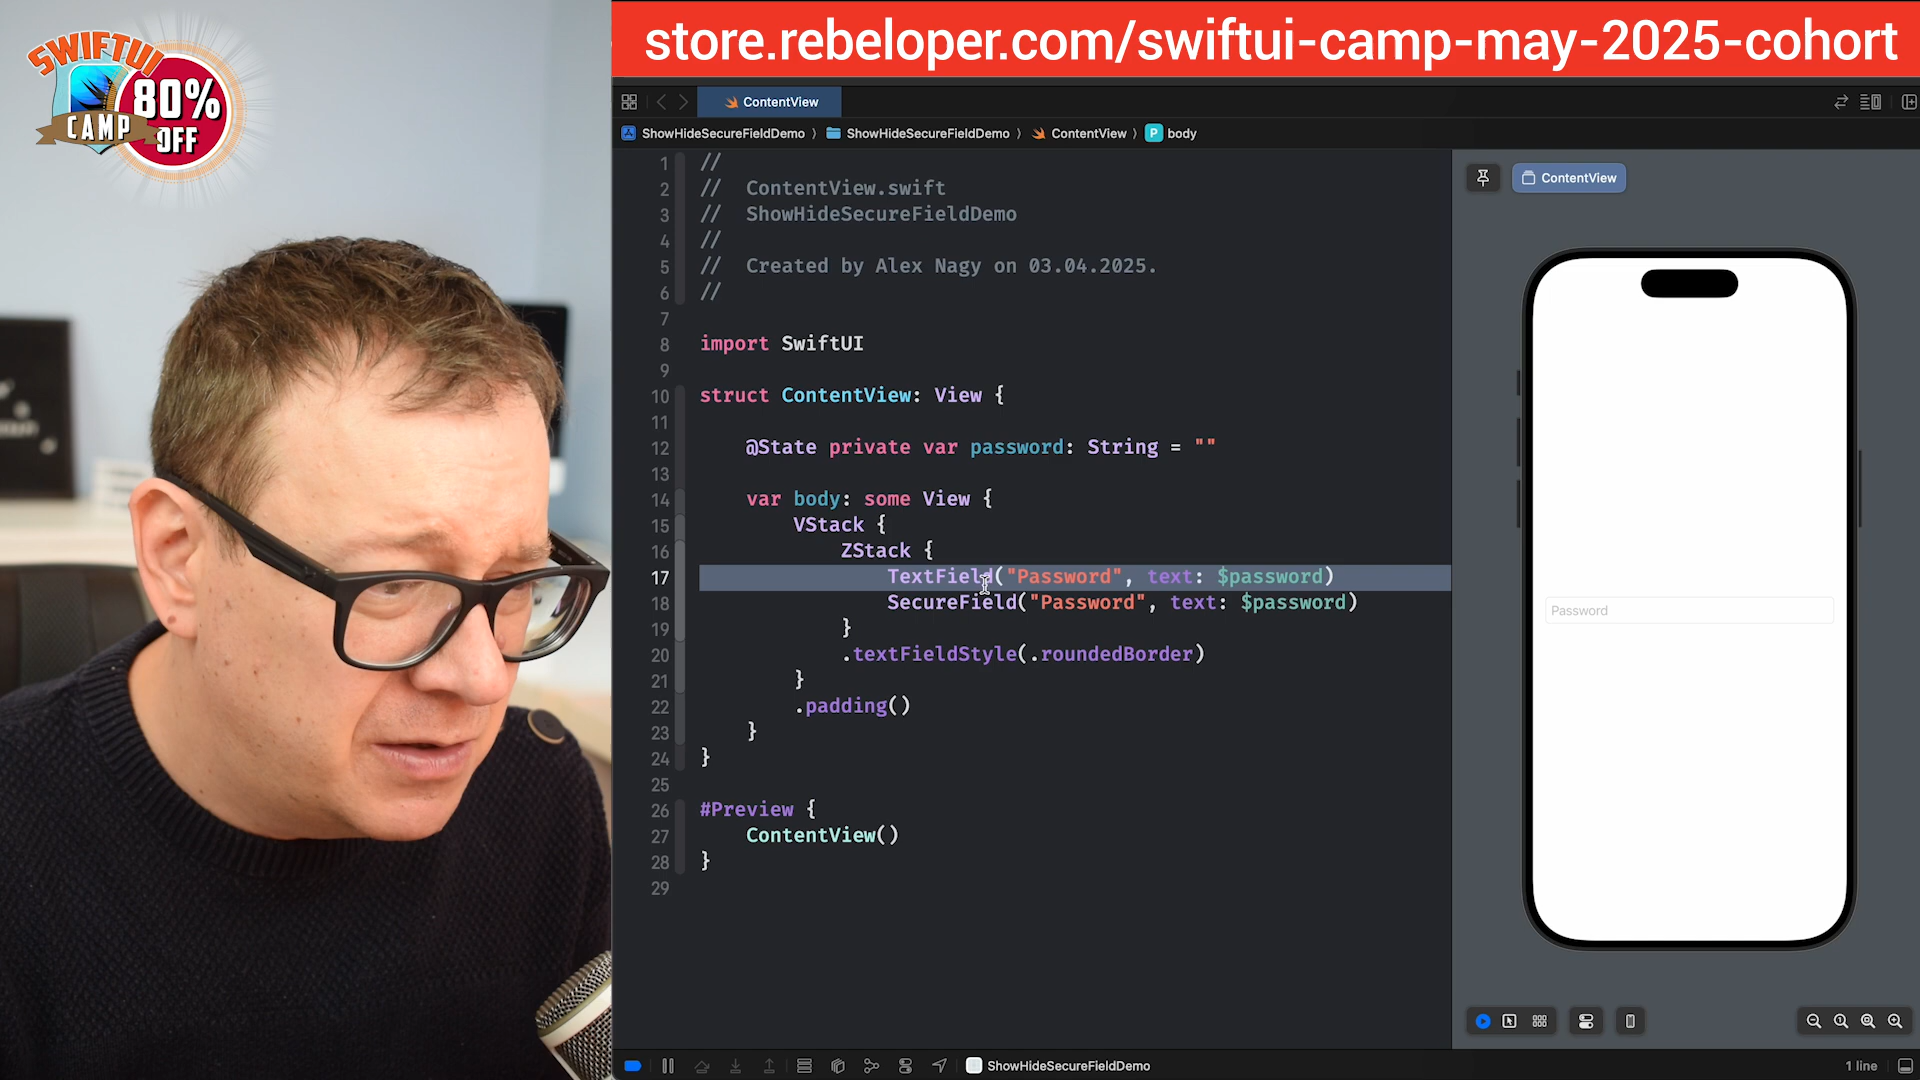 SWIFTUI
CAMP
80%
OFF
store.rebeloper.com/swiftui-camp-may-2025-cohort
ContentView
ShowHideSecureFieldDemo ⟩ ShowHideSecureFieldDemo ⟩ ContentView ⟩ P body
1 //
2 //  ContentView.swift
3 //  ShowHideSecureFieldDemo
4 //
5 //  Created by Alex Nagy on 03.04.2025.
6 //
7
8 import SwiftUI
9
10 struct ContentView: View {
11
12     @State private var password: String = ""
13
14     var body: some View {
15         VStack {
16             ZStack {
17                 TextField("Password", text: $password)
18                 SecureField("Password", text: $password)
19             }
20             .textFieldStyle(.roundedBorder)
21         }
22         .padding()
23     }
24 }
25
26 #Preview {
27     ContentView()
28 }
29
ContentView
Password
ShowHideSecureFieldDemo
1 line